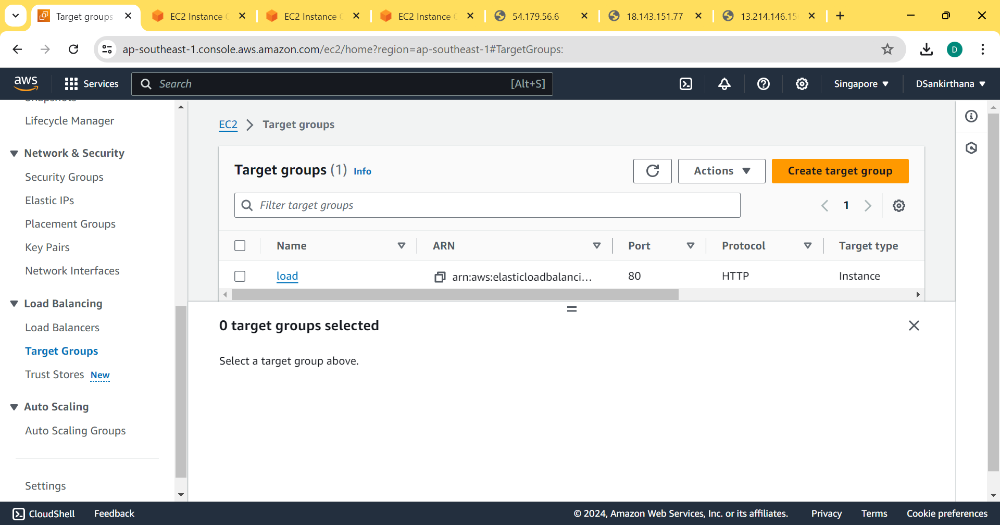 Target groups
EC2 Instance
EC2 Instance
EC2 Instance
54.179.56.6
18.143.151.77
13.214.146.15
ap-southeast-1.console.aws.amazon.com/ec2/home?region=ap-southeast-1#TargetGroups:
D
aws
Services
Search
[Alt+S]
Singapore
DSankirthana
Snapshots
Lifecycle Manager
Network & Security
Security Groups
Elastic IPs
Placement Groups
Key Pairs
Network Interfaces
Load Balancing
Load Balancers
Target Groups
Trust Stores New
Auto Scaling
Auto Scaling Groups
Settings
EC2 > Target groups
Target groups (1) Info
Actions
Create target group
Filter target groups
1
Name ARN Port Protocol Target type
load arn:aws:elasticloadbalanci... 80 HTTP Instance
0 target groups selected
Select a target group above.
CloudShell Feedback
© 2024, Amazon Web Services, Inc. or its affiliates. Privacy Terms Cookie preferences